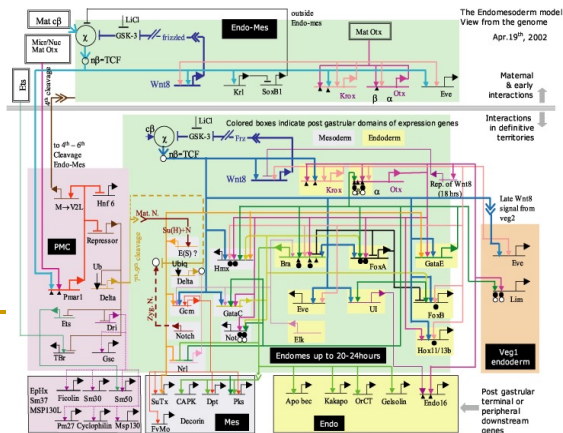 The Endomesoderm model
View from the genome
Apr.19th, 2002
Mat cβ
Mic/Nuc
Mat Otx
Ets
χ
LiCl
GSK-3
frizzled
nβ=TCF
Endo-Mes
outside
Endo-mes
Mat Otx
Wnt8
Krl
SoxB1
Krox
β α
Otx
Eve
4th cleavage
Maternal
& early
interactions
Interactions
in definitive
territories
Colored boxes indicate post gastrular domains of expression genes
Mesoderm
Endoderm
cβ
χ
LiCl
GSK-3
Frz
nβ=TCF
Wnt8
Krox
α
Otx
Rep. of Wnt8
(18 hrs)
Late Wnt8
signal from
veg2
to 4th – 6th
Cleavage
Endo-Mes
M→V2L
Hnf 6
PMC
Repressor
Ub
Delta
Pmar1
Ets
Dri
TBr
Gsc
7th-9th cleavage
Mat. N.
Zyg. N.
Su(H)+N
E(S) ?
Ubiq
Delta
Gcm
Notch
Nrl
Hmx
GataC
Not
Bra
FoxA
GataE
Eve
UI
FoxB
Elk
Hox11/13b
Endomes up to 20-24hours
Eve
Lim
Veg1
endoderm
EpHx
Sm37
MSP130L
Ficolin
Sm30
Sm50
Pm27
Cyclophilin
Msp130
SuTx
CAPK
Dpt
Pks
FvMo
Decorin
Mes
Apo bec
Kakapo
OrCT
Gelsolin
Endo16
Endo
Post gastrular
terminal or
peripheral
downstream
genes